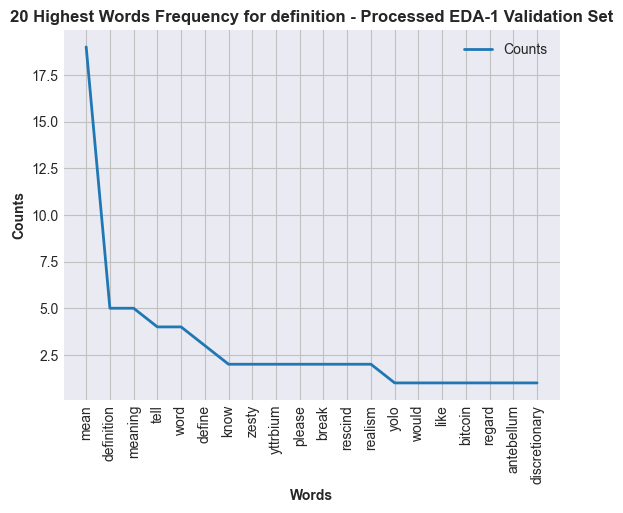 20 Highest Words Frequency for definition - Processed EDA-1 Validation Set
Counts
17.5
15.0
12.5
10.0
7.5
5.0
2.5
Counts
mean
definition
meaning
tell
word
define
know
zesty
yttrbium
please
break
rescind
realism
yolo
would
like
bitcoin
regard
antebellum
discretionary
Words